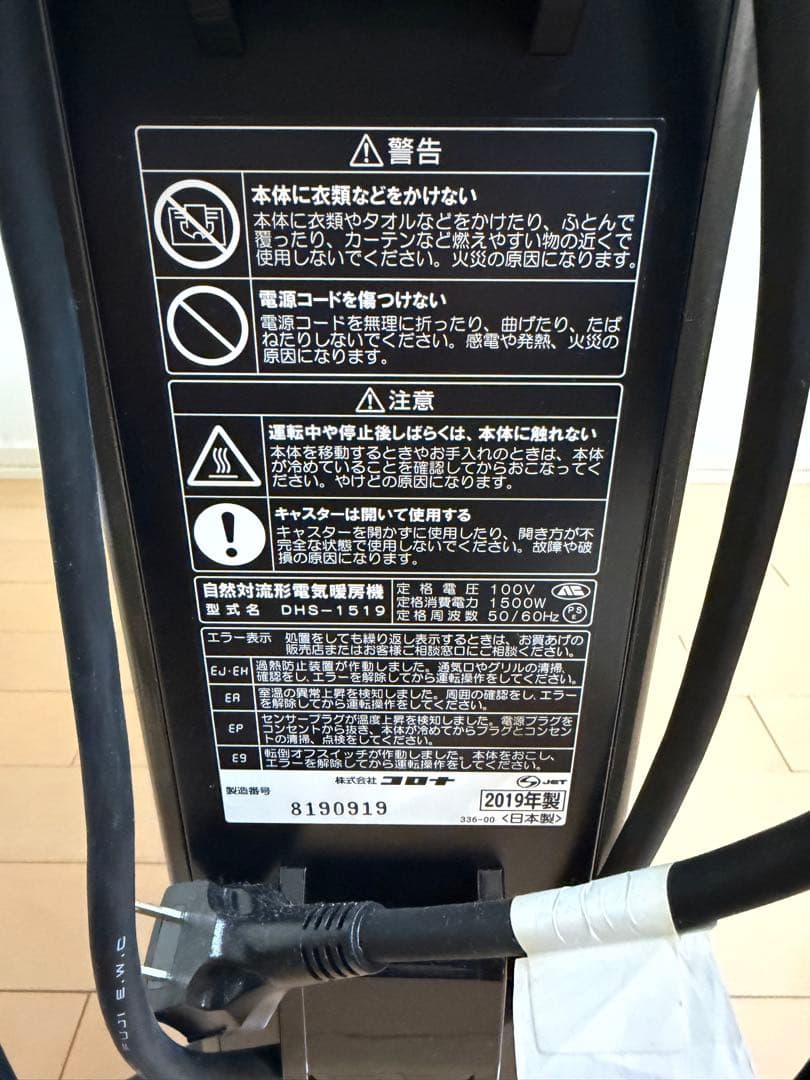 警告
本体に衣類などをかけない
本体に衣類やタオルなどをかけたり、ふとんで
覆ったり、カーテンなど燃えやすい物の近くで
使用しないでください。火災の原因になります。
電源コードを傷つけない
電源コードを無理に折ったり、曲げたり、たば
ねたりしないでください。感電や発熱、火災の
原因になります。
注意
運転中や停止後しばらくは、本体に触れない
本体を移動するときやお手入れのときは、本体
が冷めていることを確認してからおこなってく
ださい。やけどの原因になります。
キャスターは開いて使用する
キャスターを開かずに使用したり、開き方が不
完全な状態で使用しないでください。故障や破
損の原因になります。
自然対流形電気暖房機
型式名 DHS-1519
定格電圧 100V
定格消費電力 1500W
定格周波数 50/60Hz
PS
E
エラー表示 処置をしても繰り返し表示するときは、お買あげの
販売店またはお客様ご相談窓口にご相談ください。
EJ・EH 過熱防止装置が作動しました。通気口やグリルの清掃、
確認をし、エラーを解除してから運転操作をしてください。
EA 室温の異常上昇を検知しました。周囲の確認をし、エラー
を解除してから運転操作をしてください。
EP センサープラグが温度上昇を検知しました。電源プラグを
コンセントから抜き、本体が冷めてからプラグとコンセン
トの清掃、点検をしてください。
E9 転倒オフスイッチが作動しました。本体をおこし、
エラーを解除してから運転操作をしてください。
株式会社 コロナ
JET
製造番号
8190919
2019年製
336-00 <日本製>
FUJI E.W.C